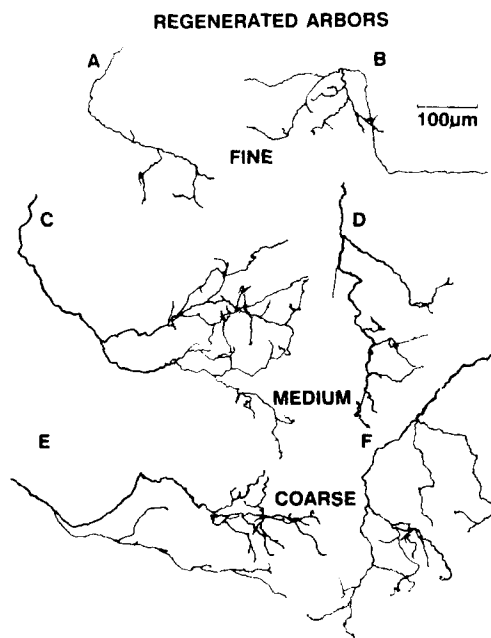 REGENERATED ARBORS
A
B
100µm
FINE
C
D
MEDIUM
E
F
COARSE